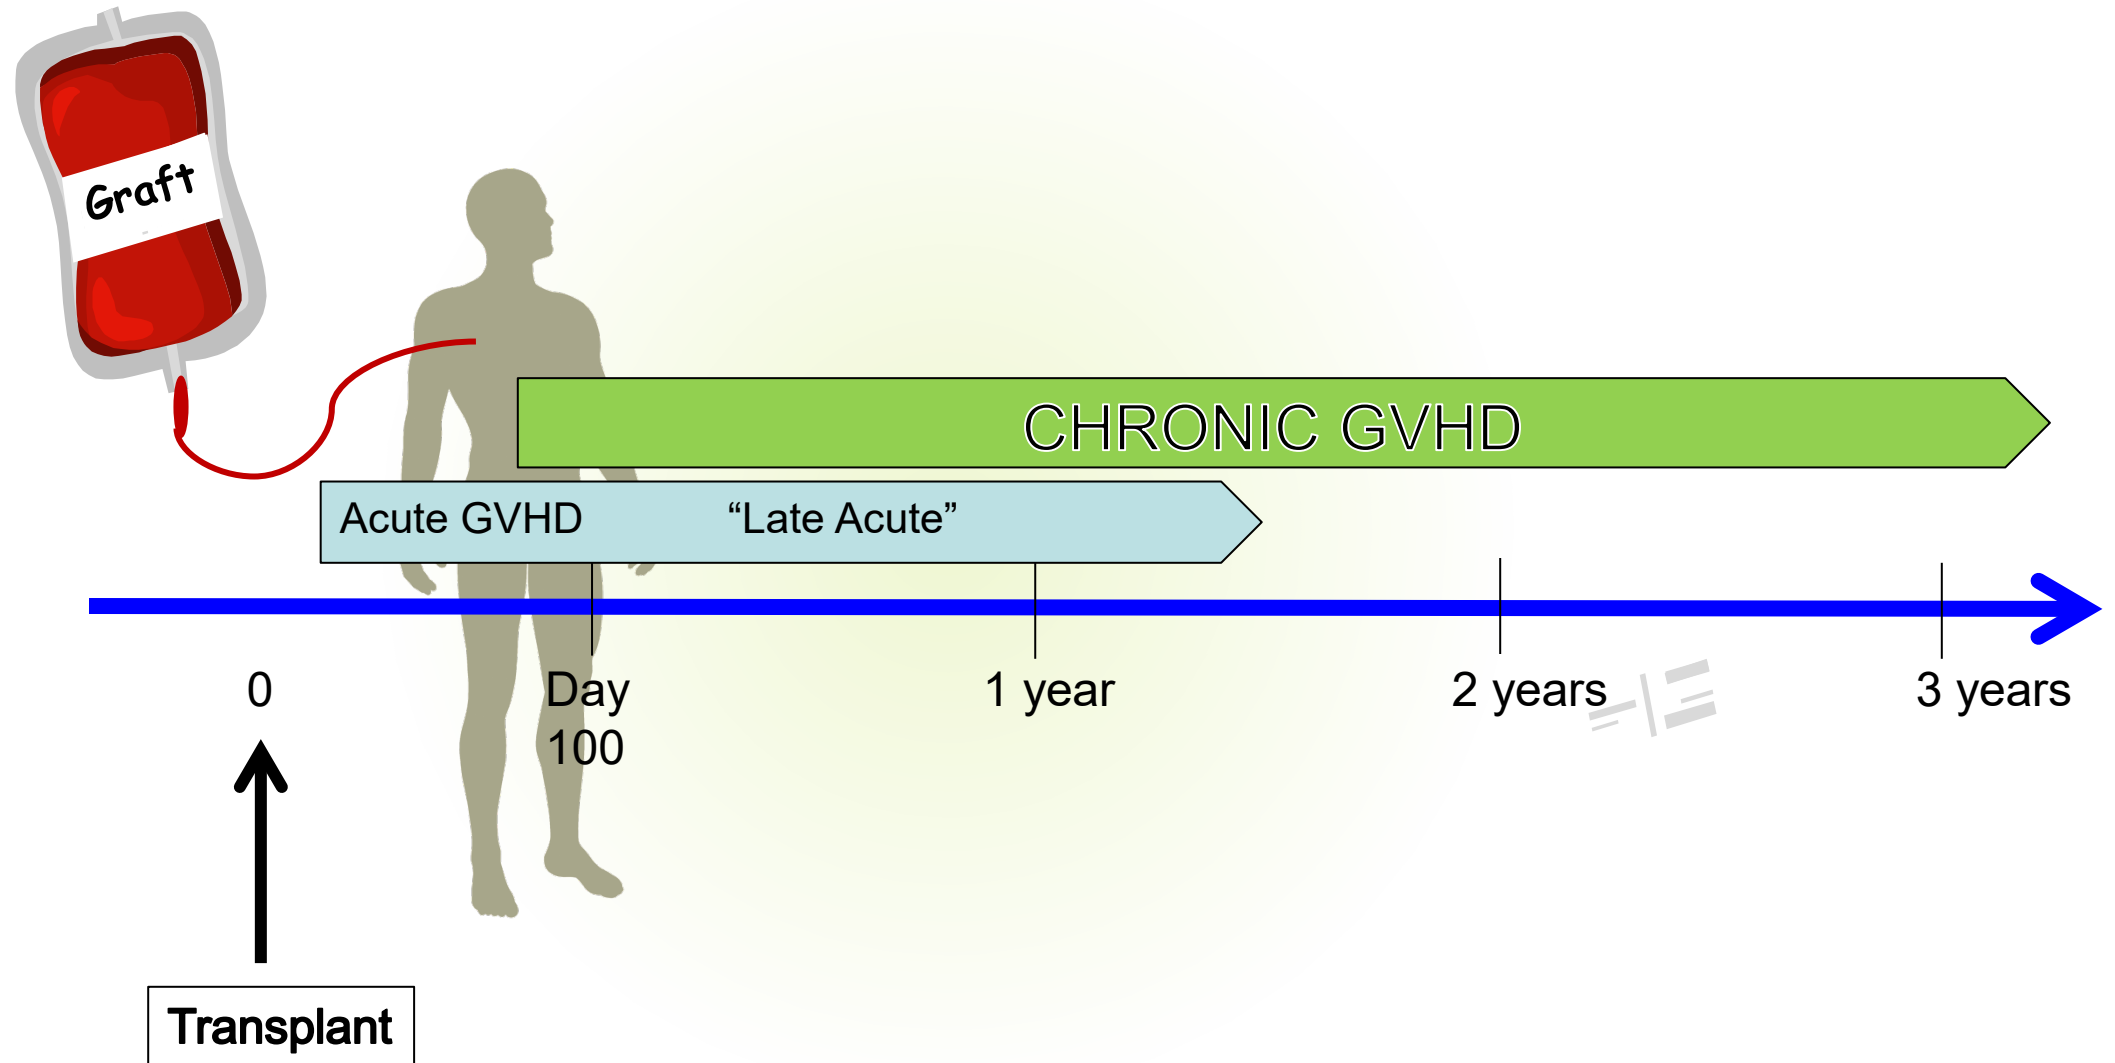 Graft
CHRONIC GVHD
Acute GVHD “Late Acute”
0
Day
100
1 year
2 years
3 years
Transplant